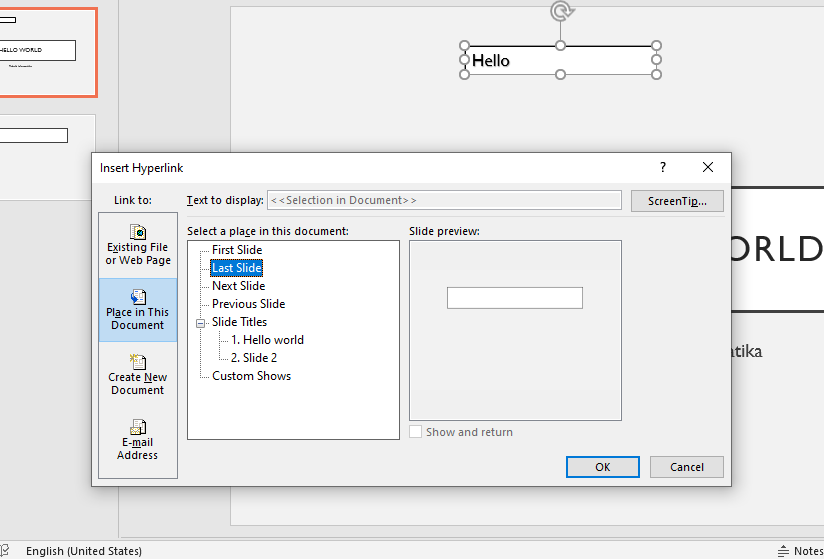 HELLO WORLD
Hello
Insert Hyperlink
?
Link to:
Text to display:
<<Selection in Document>>
ScreenTip...
Existing File
or Web Page
Place in This
Document
Create New
Document
E-mail
Address
Select a place in this document:
First Slide
Last Slide
Next Slide
Previous Slide
Slide Titles
1. Hello world
2. Slide 2
Custom Shows
Slide preview:
Show and return
OK
Cancel
ORLD
atika
English (United States)
Notes